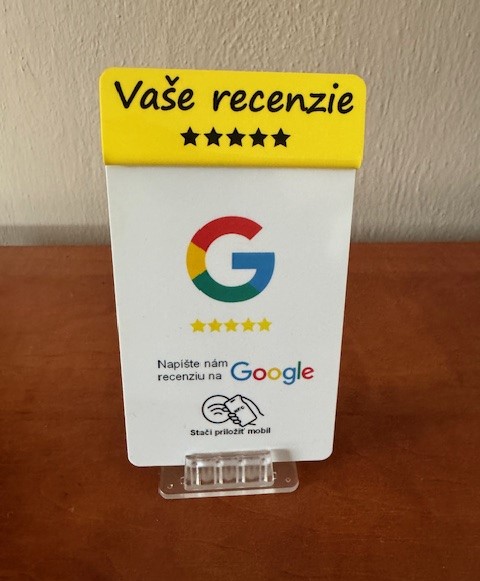 Vaše recenzie
G
Napíšte nám
recenziu na Google
Stačí priložiť mobil